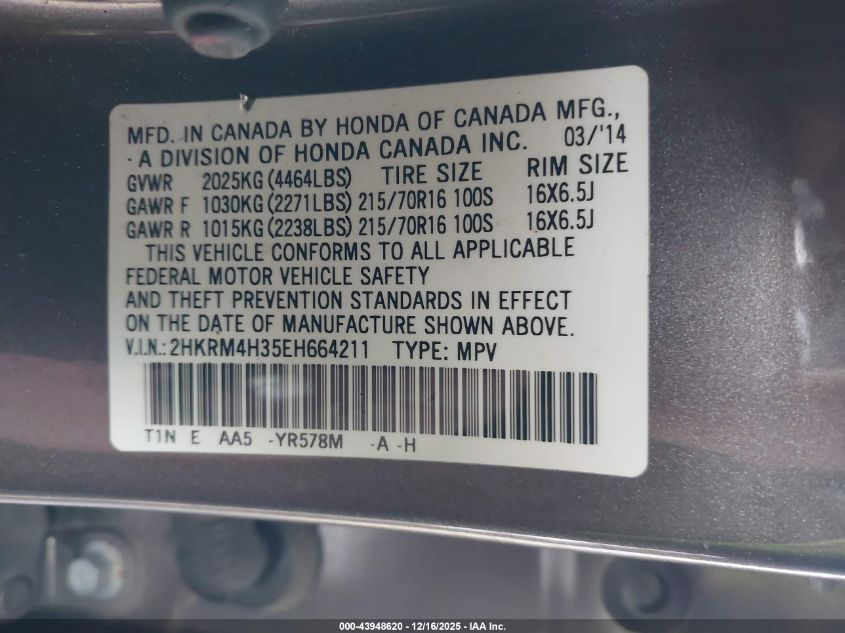 MFD. IN CANADA BY HONDA OF CANADA MFG.,
A DIVISION OF HONDA CANADA INC. 03/'14
GVWR 2025KG (4464LBS) TIRE SIZE RIM SIZE
GAWR F 1030KG (2271LBS) 215/70R16 100S 16X6.5J
GAWR R 1015KG (2238LBS) 215/70R16 100S 16X6.5J
THIS VEHICLE CONFORMS TO ALL APPLICABLE
FEDERAL MOTOR VEHICLE SAFETY
AND THEFT PREVENTION STANDARDS IN EFFECT
ON THE DATE OF MANUFACTURE SHOWN ABOVE.
V.I.N.: 2HKRM4H35EH664211 TYPE: MPV
T1N E AA5 -YR578M -A -H
000-43948620 - 12/16/2025 - IAA Inc.